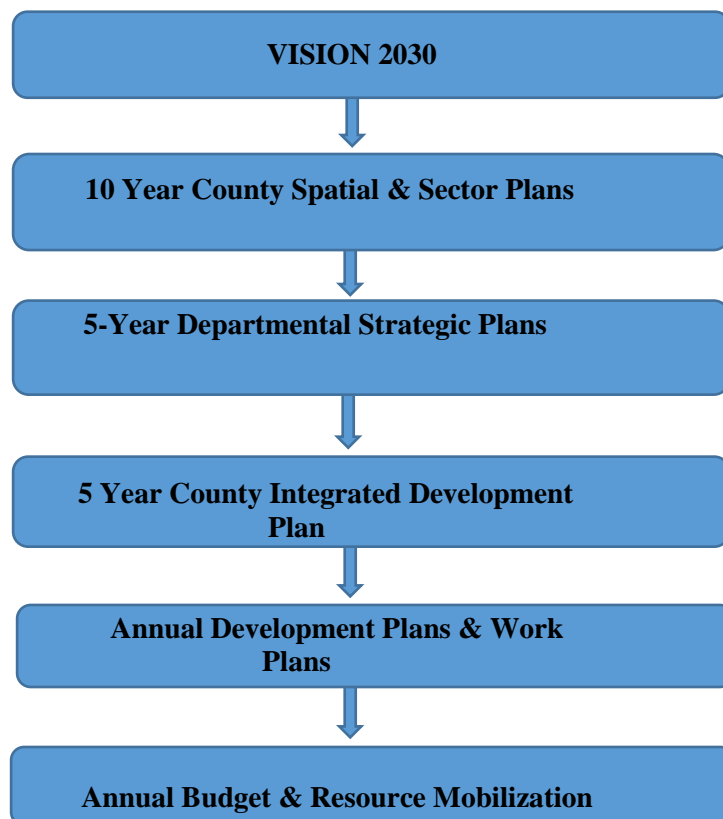 VISION 2030
10 Year County Spatial & Sector Plans
5-Year Departmental Strategic Plans
5 Year County Integrated Development
Plan
Annual Development Plans & Work
Plans
Annual Budget & Resource Mobilization